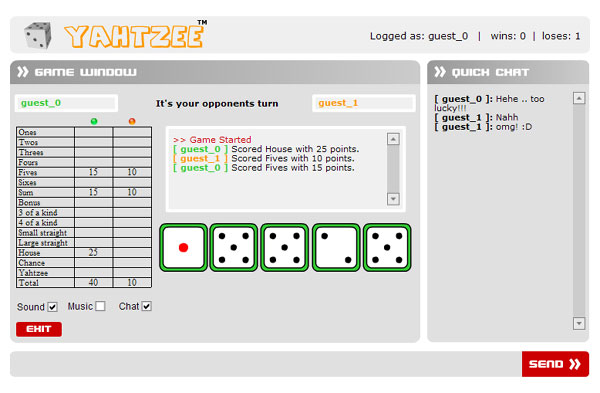 YAHTZEE™
Logged as: guest_0 | wins: 0 | loses: 1
GAME WINDOW
QUICK CHAT
guest_0
It's your opponents turn
guest_1
Ones
Twos
Threes
Fours
Fives 15 10
Sixes
Sum 15 10
Bonus
3 of a kind
4 of a kind
Small straight
Large straight
House 25
Chance
Yahtzee
Total 40 10
>> Game Started
[ guest_0 ] Scored House with 25 points.
[ guest_1 ] Scored Fives with 10 points.
[ guest_0 ] Scored Fives with 15 points.
Sound Music Chat
EXIT
[ guest_0 ]: Hehe .. too
lucky!!!
[ guest_1 ]: Nahh
[ guest_1 ]: omg! :D
SEND